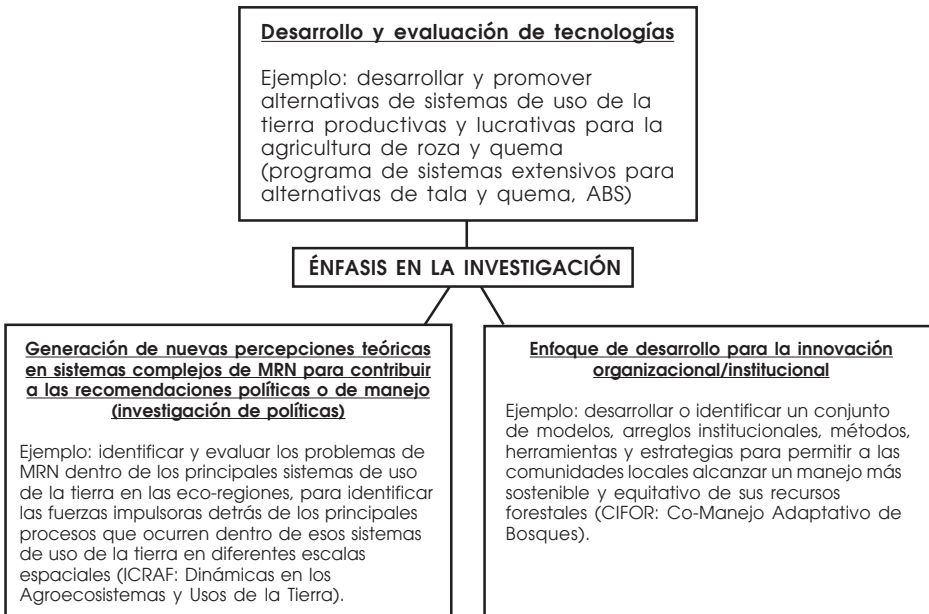 Desarrollo y evaluación de tecnologías
Ejemplo: desarrollar y promover
alternativas de sistemas de uso de la
tierra productivas y lucrativas para la
agricultura de roza y quema
(programa de sistemas extensivos para
alternativas de tala y quema, ABS)
ÉNFASIS EN LA INVESTIGACIÓN
Generación de nuevas percepciones teóricas
en sistemas complejos de MRN para contribuir
a las recomendaciones políticas o de manejo
(investigación de políticas)
Ejemplo: identificar y evaluar los problemas de
MRN dentro de los principales sistemas de uso
de la tierra en las eco-regiones, para identificar
las fuerzas impulsoras detrás de los principales
procesos que ocurren dentro de esos sistemas
de uso de la tierra en diferentes escalas
espaciales (ICRAF: Dinámicas en los
Agroecosistemas y Usos de la Tierra).
Enfoque de desarrollo para la innovación
organizacional/institucional
Ejemplo: desarrollar o identificar un conjunto
de modelos, arreglos institucionales, métodos,
herramientas y estrategias para permitir a las
comunidades locales alcanzar un manejo más
sostenible y equitativo de sus recursos
forestales (CIFOR: Co-Manejo Adaptativo de
Bosques).